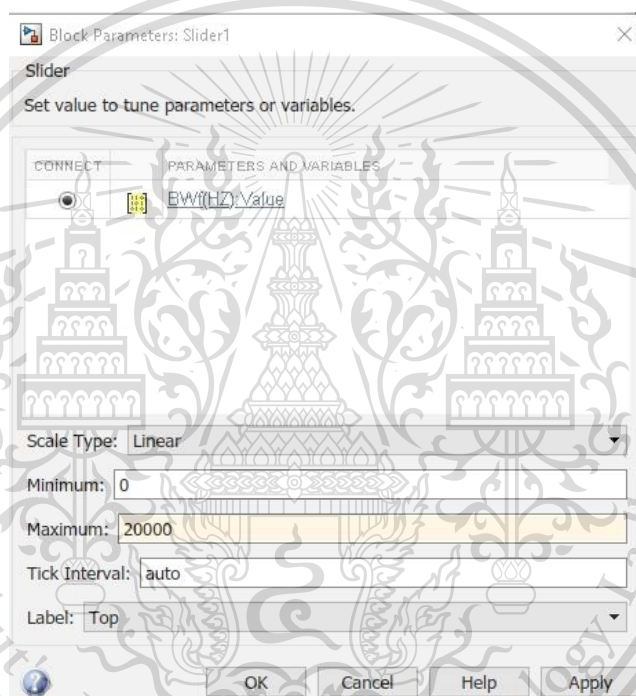 Block Parameters: Slider1
Slider
Set value to tune parameters or variables.
CONNECT PARAMETERS AND VARIABLES
BWf(HZ):Value
Scale Type: Linear
Minimum: 0
Maximum: 20000
Tick Interval: auto
Label: Top
OK Cancel Help Apply